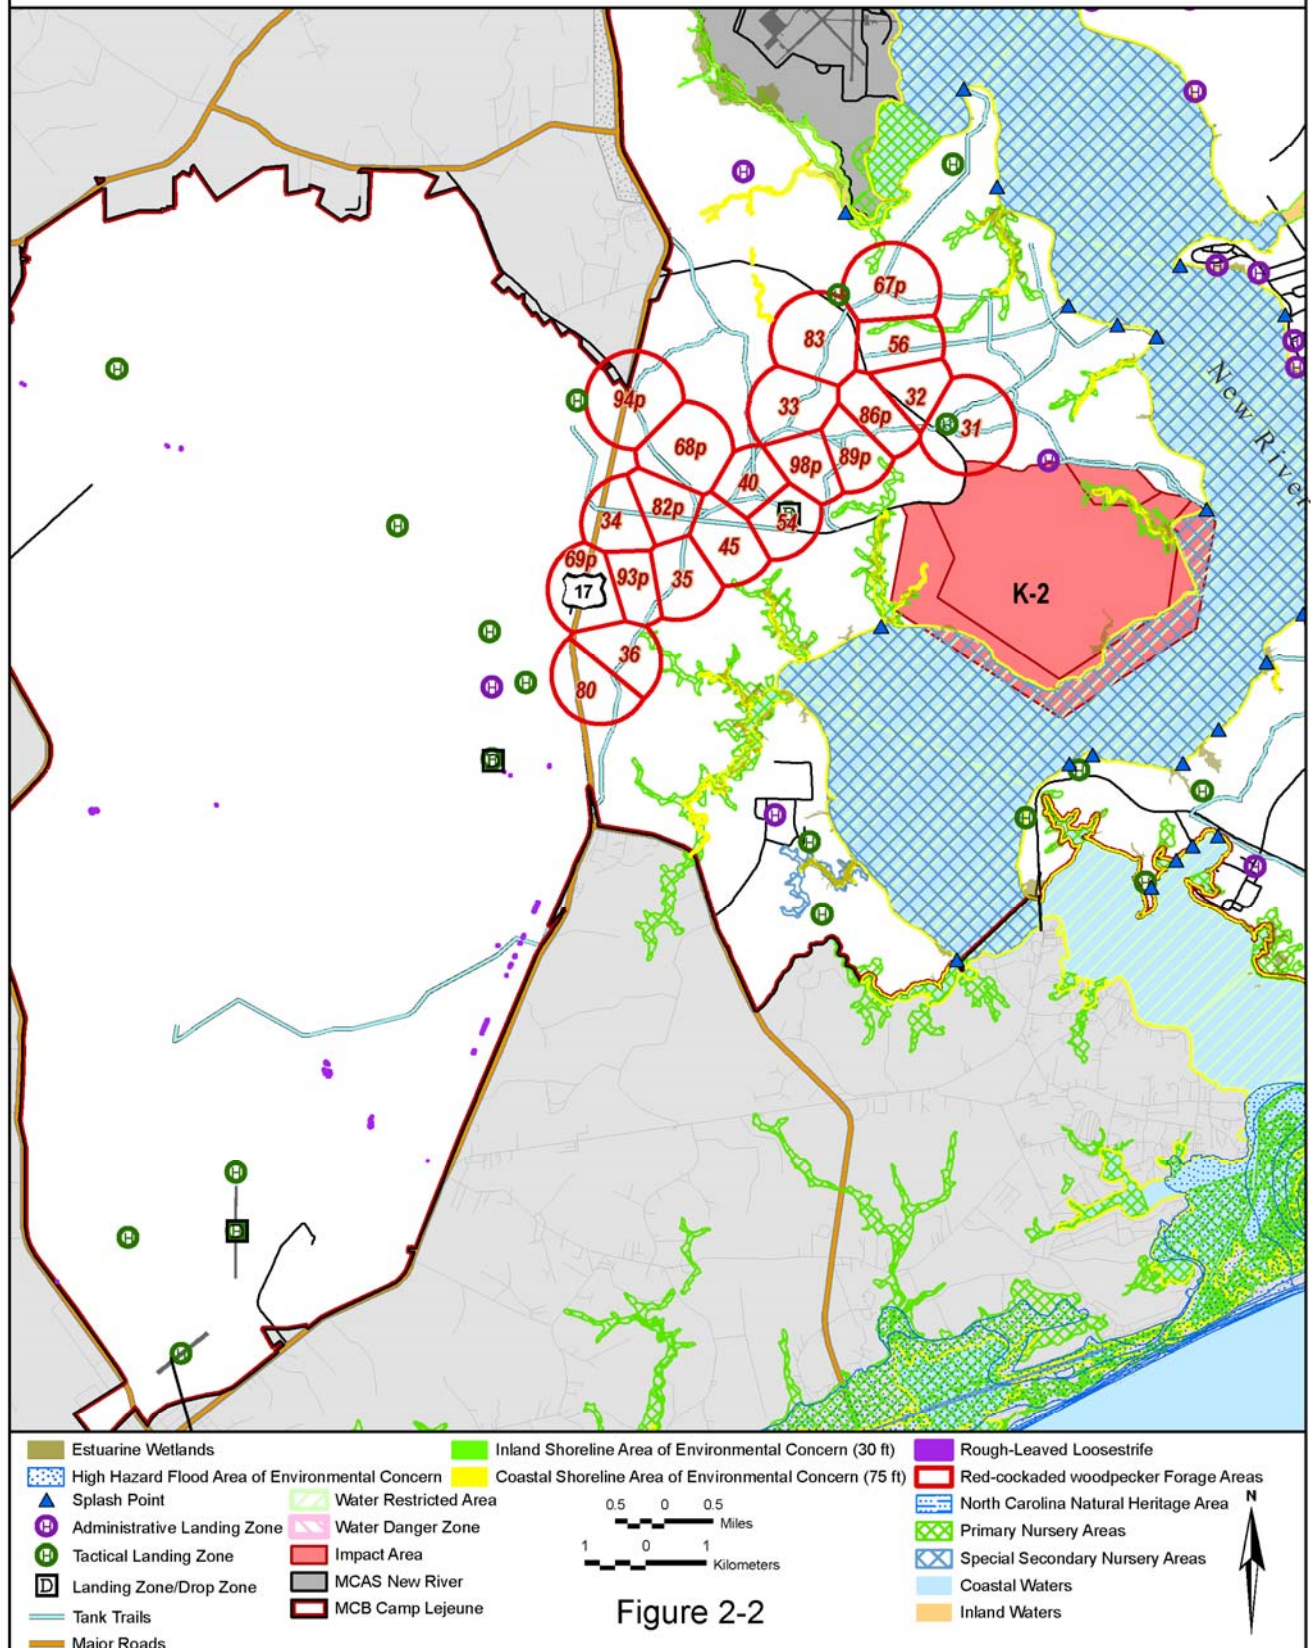 67p
83
56
94p
33
32
86p
31
68p
98p
89p
40
82p
34
54
45
69p
93p
35
17
36
80
New River
K-2
Estuarine Wetlands
High Hazard Flood Area of Environmental Concern
Splash Point
H Administrative Landing Zone
H Tactical Landing Zone
D Landing Zone/Drop Zone
Tank Trails
Major Roads
Water Restricted Area
Water Danger Zone
Impact Area
MCAS New River
MCB Camp Lejeune
Inland Shoreline Area of Environmental Concern (30 ft)
Coastal Shoreline Area of Environmental Concern (75 ft)
0.5 0 0.5
Miles
1 0 1
Kilometers
Figure 2-2
Rough-Leaved Loosestrife
Red-cockaded woodpecker Forage Areas
North Carolina Natural Heritage Area
Primary Nursery Areas
Special Secondary Nursery Areas
Coastal Waters
Inland Waters
N